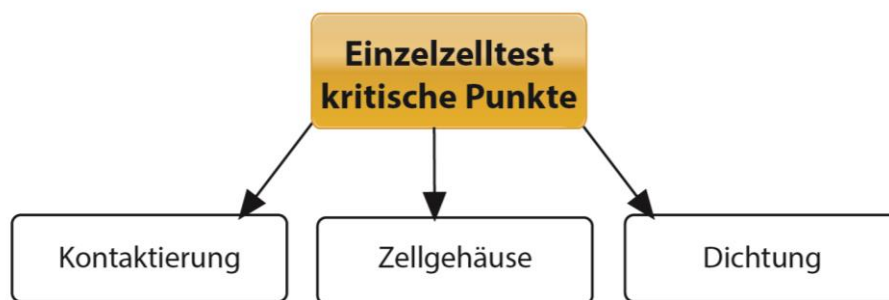 Einzelzelltest
kritische Punkte
Kontaktierung
Zellgehäuse
Dichtung